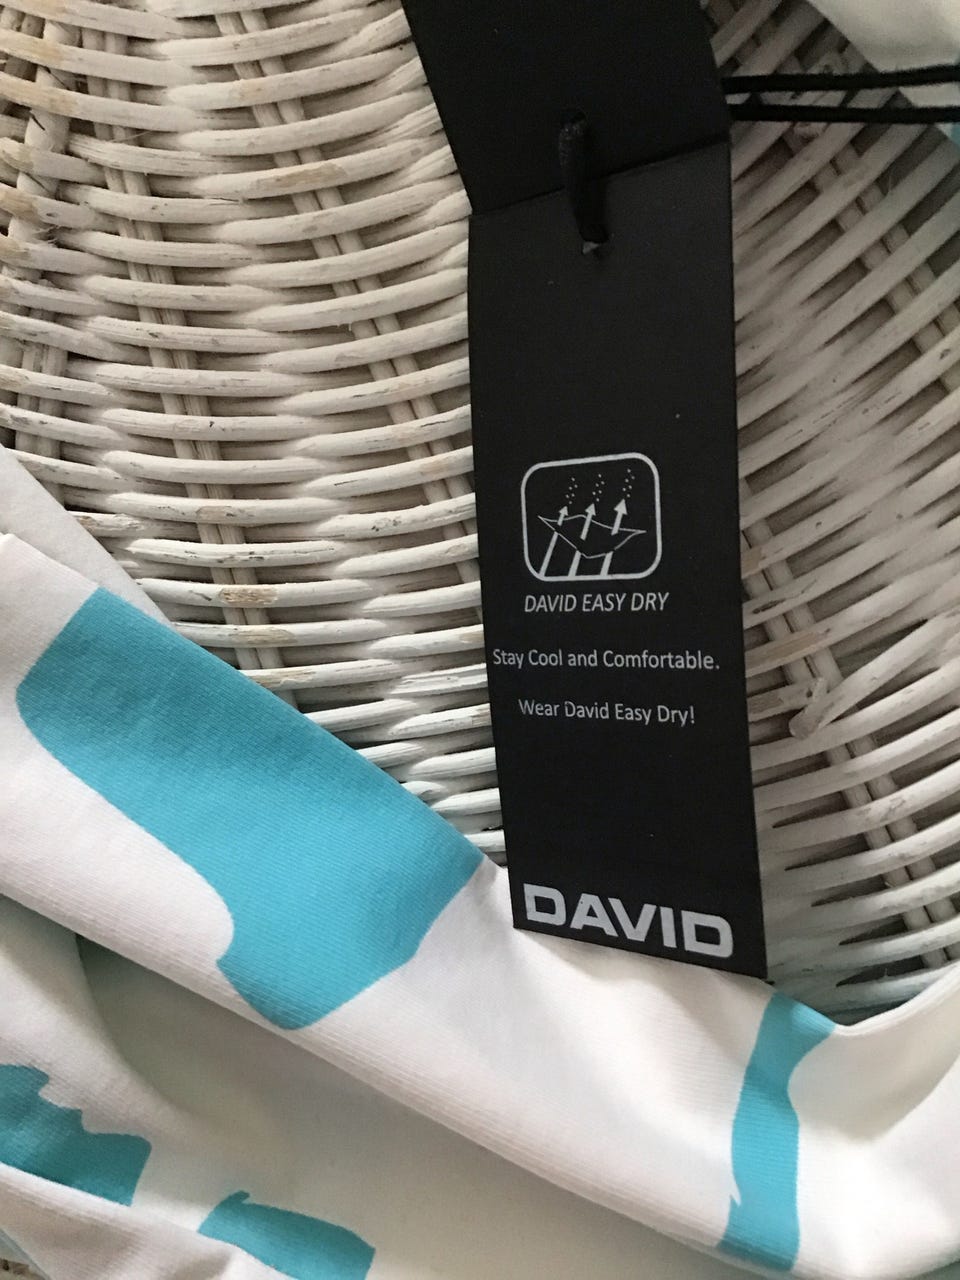 DAVID EASY DRY
Stay Cool and Comfortable.
Wear David Easy Dry!
DAVID